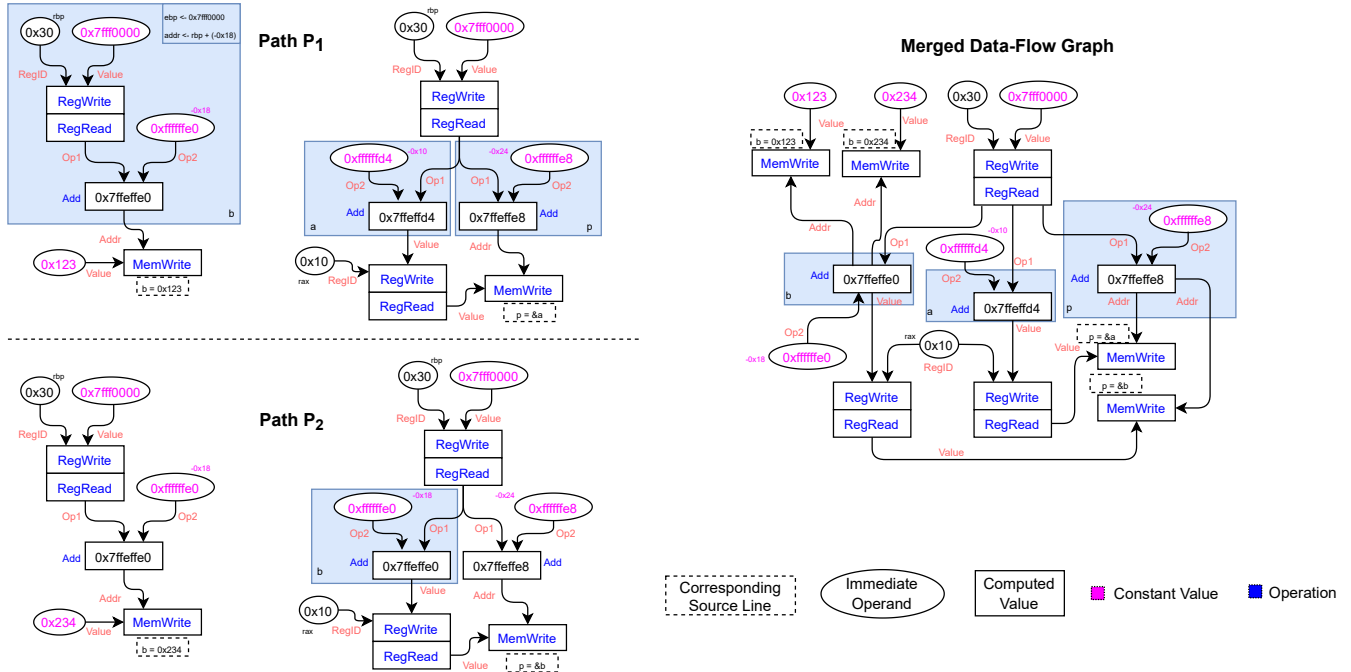 ebp <- 0x7fff0000
addr <- rbp + (-0x18)
rbp
0x30
0x7fff0000
RegID
Value
RegWrite
RegRead
-0x18
0xffffffe0
Op1
Op2
Add
0x7ffeffe0
b
Addr
0x123
Value
MemWrite
b = 0x123
Path P1
rbp
0x30
0x7fff0000
RegID
Value
RegWrite
RegRead
0xffffffd4
-0x10
-0x24
0xffffffe8
Op2
Op1
Op1
Op2
Add
0x7ffeffd4
0x7ffeffe8
Add
a
p
Value
Addr
0x10
rax
RegID
RegWrite
RegRead
Value
MemWrite
p = &a
rbp
0x30
0x7fff0000
RegID
Value
RegWrite
RegRead
-0x18
0xffffffe0
Op1
Op2
Add
0x7ffeffe0
Addr
0x234
Value
MemWrite
b = 0x234
Path P2
rbp
0x30
0x7fff0000
RegID
Value
RegWrite
RegRead
-0x18
-0x24
0xffffffe0
0xffffffe8
Op2
Op1
Op1
Op2
Add
0x7ffeffe0
0x7ffeffe8
Add
b
Value
Addr
0x10
rax
RegID
RegWrite
RegRead
Value
MemWrite
p = &b
Merged Data-Flow Graph
0x123
0x234
0x30
0x7fff0000
Value
Value
RegID
Value
b = 0x123
b = 0x234
MemWrite
MemWrite
RegWrite
RegRead
-0x24
0xffffffe8
-0x10
0xffffffd4
Addr
Op1
Op1
Op2
Op1
Op2
Add
0x7ffeffe0
Add
0x7ffeffe8
b
Value
Add
0x7ffeffd4
a
p
Addr
Addr
Op2
-0x18
0xffffffe0
rax
0x10
RegID
Value
p = &a
MemWrite
RegWrite
RegRead
RegWrite
RegRead
p = &b
MemWrite
Value
Corresponding
Source Line
Immediate
Operand
Computed
Value
Constant Value
Operation